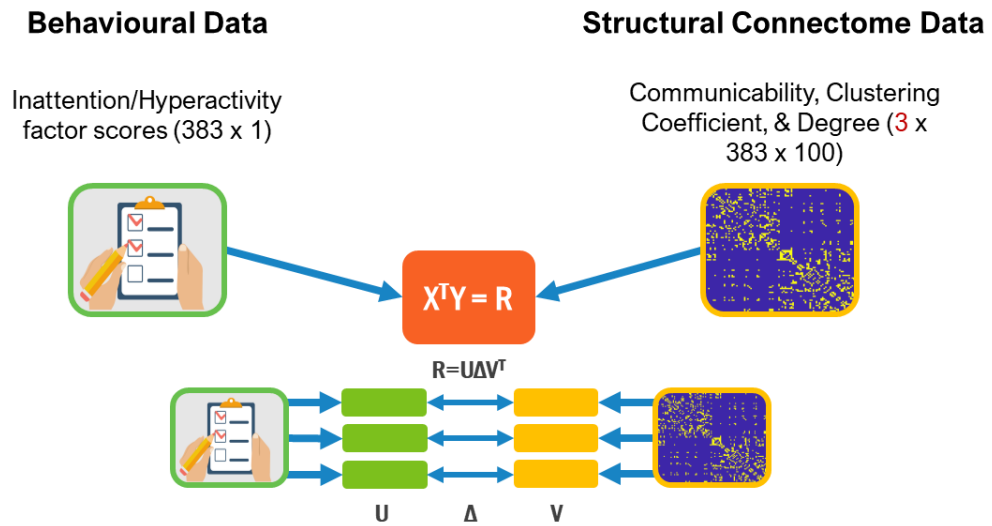 Behavioural Data
Structural Connectome Data
Inattention/Hyperactivity
factor scores (383 x 1)
Communicability, Clustering
Coefficient, & Degree (3 x
383 x 100)
XᵀY = R
R=UΔVᵀ
U
Δ
V